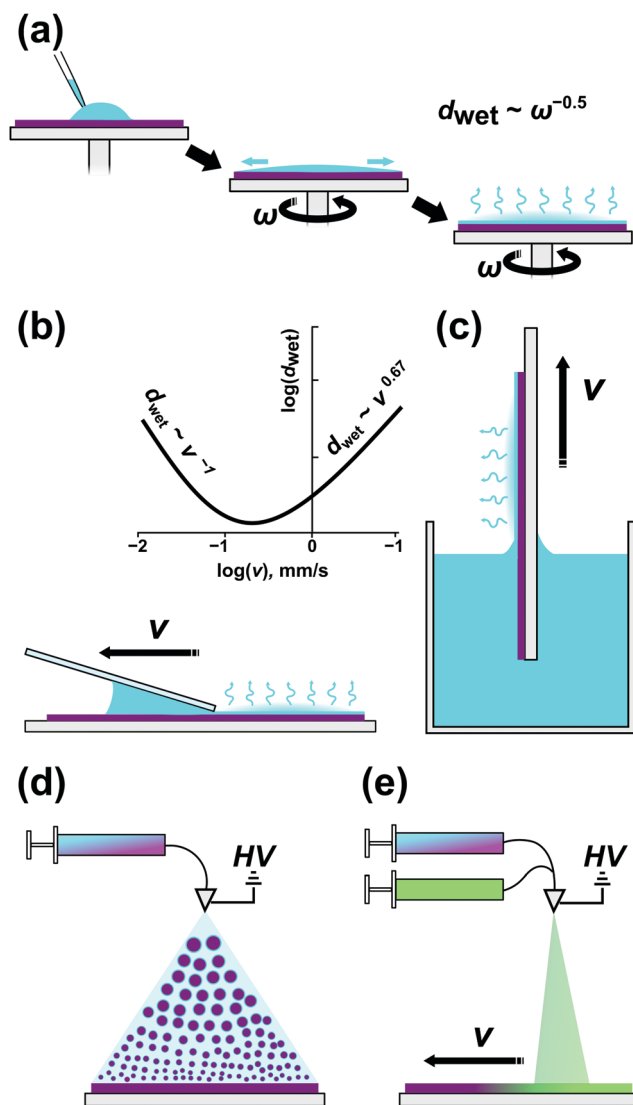 (a)
d_wet ~ ω^−0.5
ω
ω
(b)
log(d_wet)
d_wet ~ v^−1
d_wet ~ v^0.67
−2 −1 0 −1
log(v), mm/s
v
(c)
v
(d)
HV
(e)
HV
v